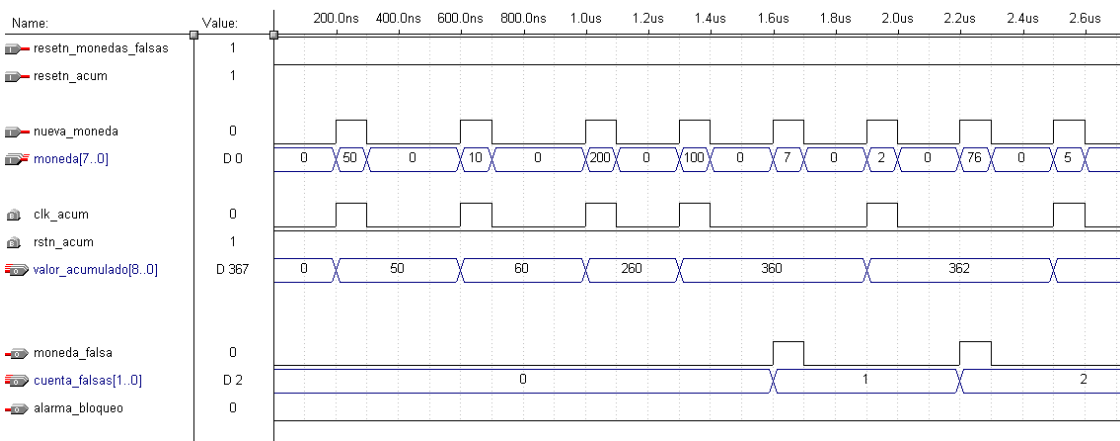 Name: Value: 200.0ns 400.0ns 600.0ns 800.0ns 1.0us 1.2us 1.4us 1.6us 1.8us 2.0us 2.2us 2.4us 2.6us
resetn_monedas_falsas 1
resetn_acum 1
nueva_moneda 0
moneda[7..0] D 0 0 50 0 10 0 200 0 100 0 7 0 2 0 76 0 5
clk_acum 0
rstn_acum 1
valor_acumulado[8..0] D 367 0 50 60 260 360 362
moneda_falsa 0
cuenta_falsas[1..0] D 2 0 1 2
alarma_bloqueo 0